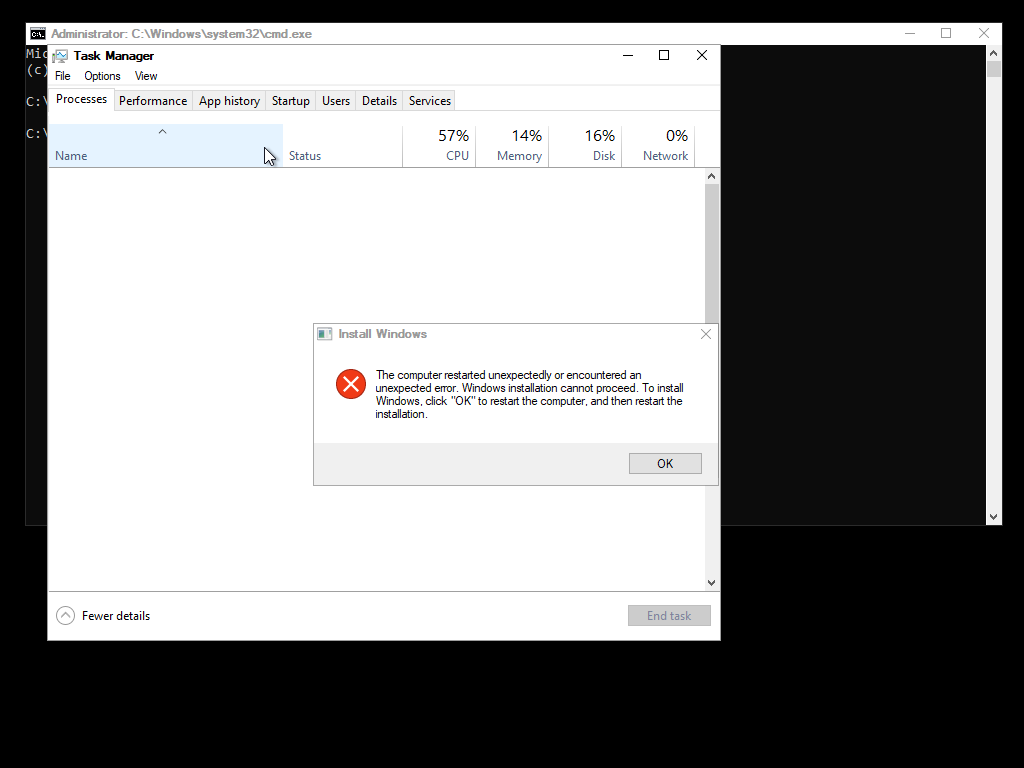 Administrator: C:\Windows\system32\cmd.exe
Mic
(c)
C:\
C:\
Task Manager
File Options View
Processes Performance App history Startup Users Details Services
57% 14% 16% 0%
Name Status CPU Memory Disk Network
Install Windows
The computer restarted unexpectedly or encountered an
unexpected error. Windows installation cannot proceed. To install
Windows, click "OK" to restart the computer, and then restart the
installation.
OK
Fewer details End task